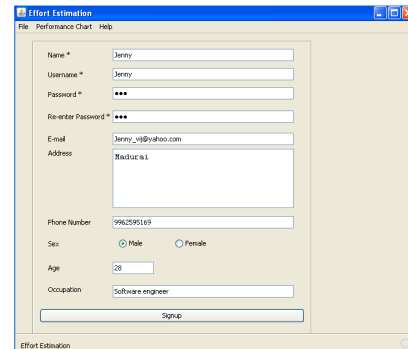 Effort Estimation
File Performance Chart Help
Name * Jenny
Username * Jenny
Password * •••
Re-enter Password * •••
E-mail Jenny_vij@yahoo.com
Address Madurai
Phone Number 9962595169
Sex Male Female
Age 28
Occupation Software engineer
Signup
Effort Estimation